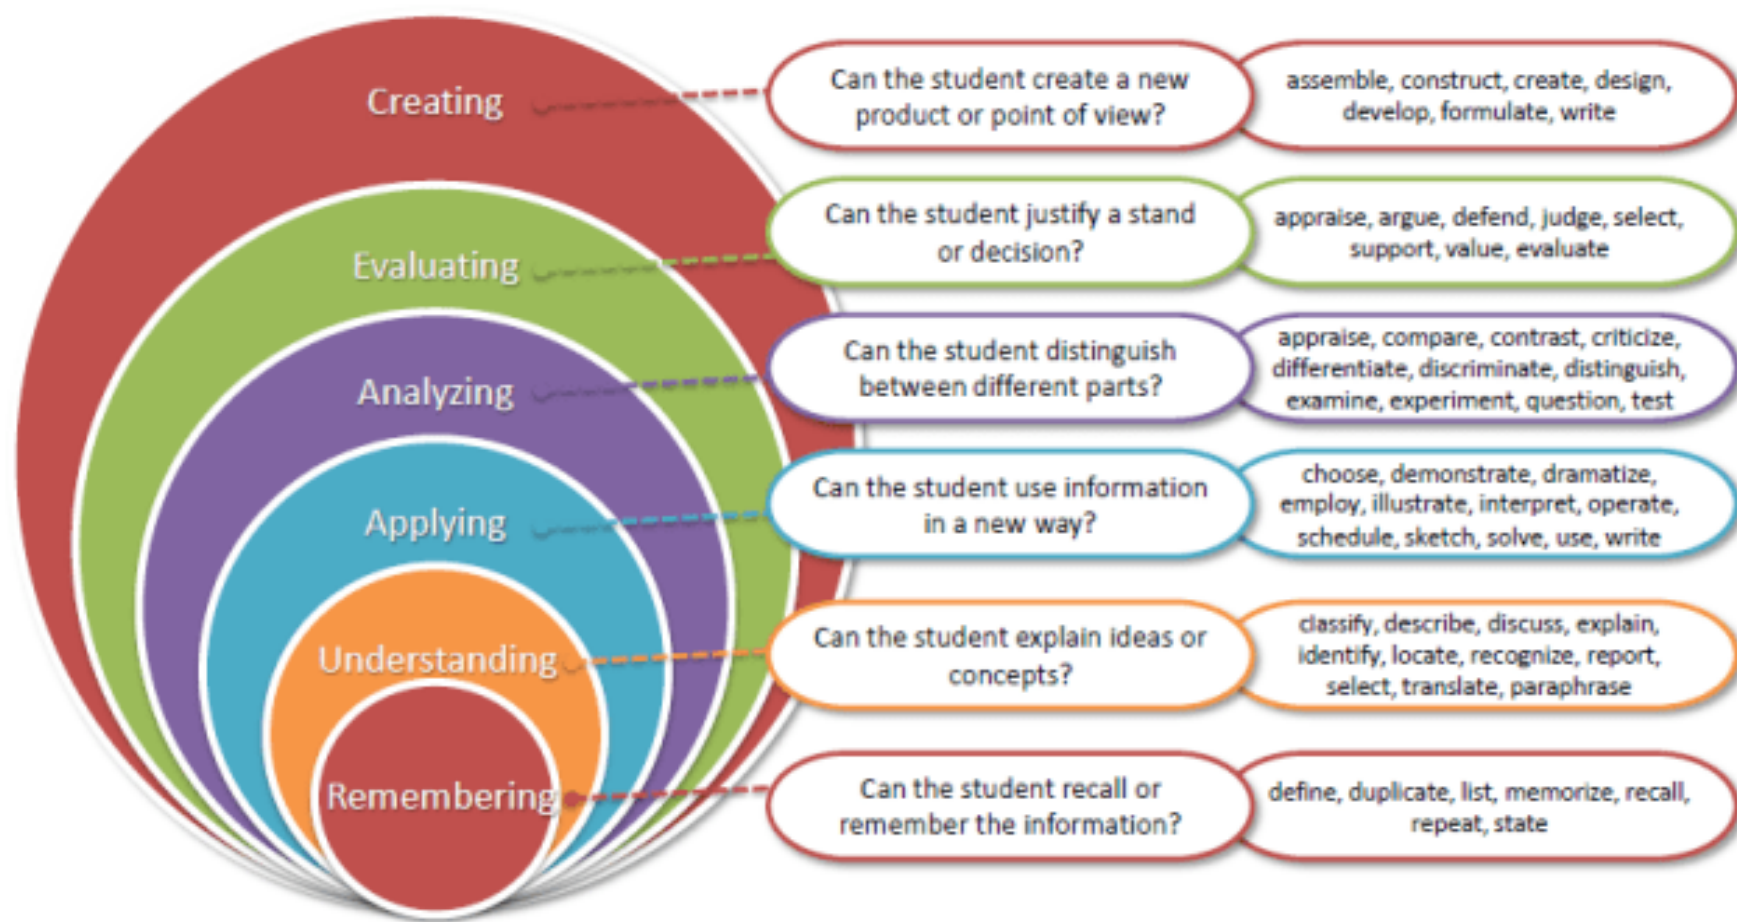 Creating
Can the student create a new
product or point of view?
assemble, construct, create, design,
develop, formulate, write
Evaluating
Can the student justify a stand
or decision?
appraise, argue, defend, judge, select,
support, value, evaluate
Analyzing
Can the student distinguish
between different parts?
appraise, compare, contrast, criticize,
differentiate, discriminate, distinguish,
examine, experiment, question, test
Applying
Can the student use information
in a new way?
choose, demonstrate, dramatize,
employ, illustrate, interpret, operate,
schedule, sketch, solve, use, write
Understanding
Can the student explain ideas or
concepts?
classify, describe, discuss, explain,
identify, locate, recognize, report,
select, translate, paraphrase
Remembering
Can the student recall or
remember the information?
define, duplicate, list, memorize, recall,
repeat, state